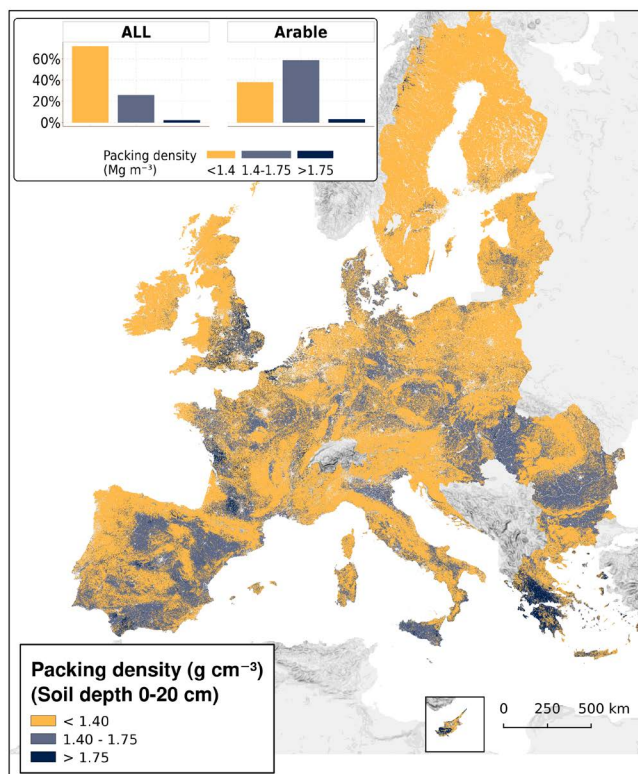 ALL Arable
60%
40%
20%
0%
Packing density
(Mg m⁻³)
<1.4 1.4-1.75 >1.75
Packing density (g cm⁻³)
(Soil depth 0-20 cm)
< 1.40
1.40 - 1.75
> 1.75
0 250 500 km